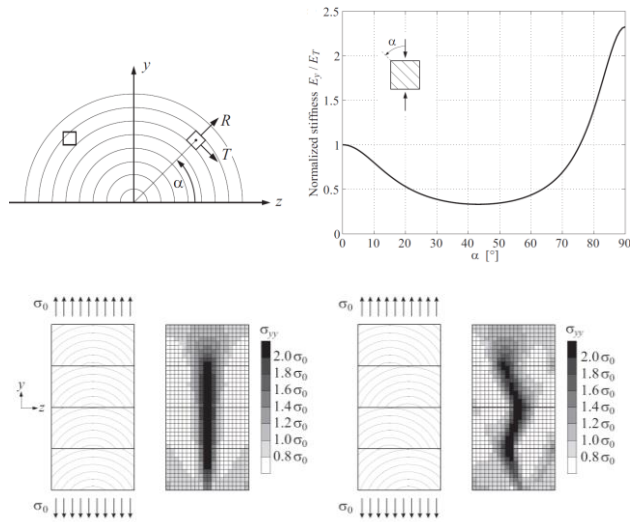 y
R
T
α
z
Normalized stiffness E_y / E_T
2.5
2
1.5
1
0.5
0
α
0 10 20 30 40 50 60 70 80 90
α [°]
σ₀
σ_yy
2.0σ₀
1.8σ₀
1.6σ₀
1.4σ₀
1.2σ₀
1.0σ₀
0.8σ₀
y
z
σ₀
σ₀
σ_yy
2.0σ₀
1.8σ₀
1.6σ₀
1.4σ₀
1.2σ₀
1.0σ₀
0.8σ₀
σ₀